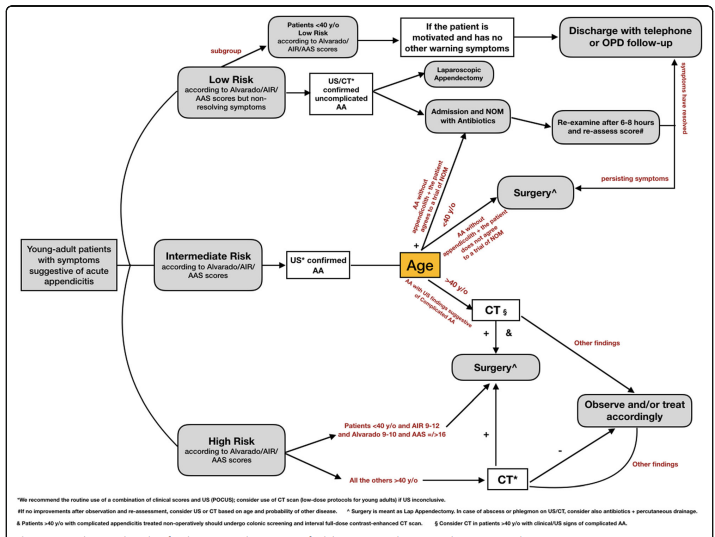 Patients <40 y/o
Low Risk
according to Alvarado/
AIR/AAS scores
If the patient is
motivated and has no
other warning symptoms
Discharge with telephone
or OPD follow-up
subgroup
Low Risk
according to Alvarado/AIR/
AAS scores but non-
resolving symptoms
US/CT*
confirmed
uncomplicated
AA
Laparoscopic
Appendectomy
Admission and NOM
with Antibiotics
Re-examine after 6-8 hours
and re-assess score#
symptoms have resolved
persisting symptoms
AA without
appendicolith + the patient
agrees to a trial of NOM
<40 y/o
Surgery^
AA without
appendicolith + the patient
does not agree
to a trial of NOM
+
Young-adult patients
with symptoms
suggestive of acute
appendicitis
Intermediate Risk
according to Alvarado/AIR/
AAS scores
US* confirmed
AA
Age
>40 y/o
AA with US findings suggestive
of Complicated AA
CT §
+ &
Other findings
Surgery^
Observe and/or treat
accordingly
High Risk
according to Alvarado/AIR/
AAS scores
Patients <40 y/o and AIR 9-12
and Alvarado 9-10 and AAS =/>16
+
-
Other findings
All the others >40 y/o
CT*
*We recommend the routine use of a combination of clinical scores and US (POCUS); consider use of CT scan (low-dose protocols for young adults) if US inconclusive.
#If no improvements after observation and re-assessment, consider US or CT based on age and probability of other disease. ^ Surgery is meant as Lap Appendectomy. In case of abscess or phlegmon on US/CT, consider also antibiotics + percutaneous drainage.
& Patients >40 y/o with complicated appendicitis treated non-operatively should undergo colonic screening and interval full-dose contrast-enhanced CT scan. § Consider CT in patients >40 y/o with clinical/US signs of complicated AA.